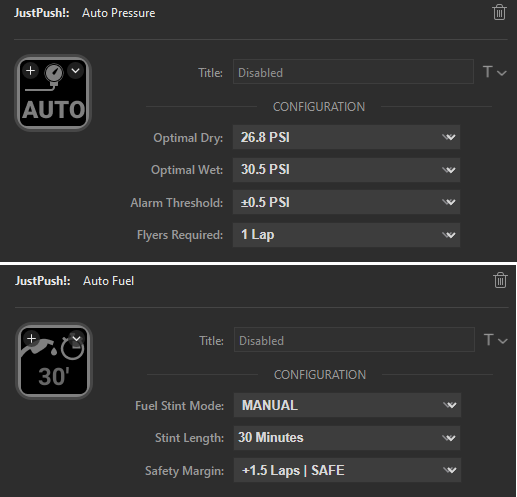 JustPush!: Auto Pressure
AUTO
Title: Disabled T
CONFIGURATION
Optimal Dry: 26.8 PSI
Optimal Wet: 30.5 PSI
Alarm Threshold: ±0.5 PSI
Flyers Required: 1 Lap
JustPush!: Auto Fuel
30'
Title: Disabled T
CONFIGURATION
Fuel Stint Mode: MANUAL
Stint Length: 30 Minutes
Safety Margin: +1.5 Laps | SAFE